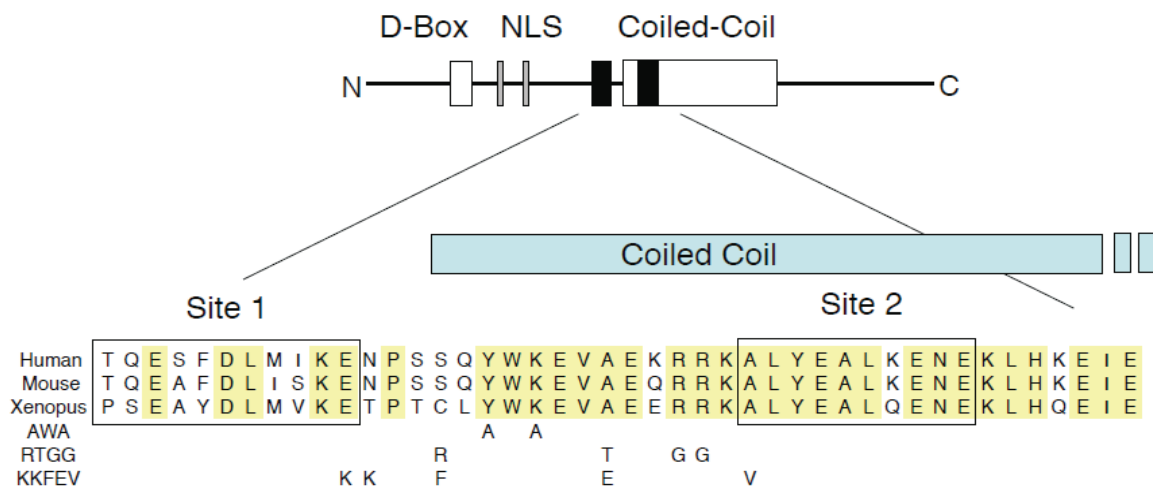 D-Box NLS Coiled-Coil
N C
Coiled Coil
Site 1 Site 2
Human T Q E S F D L M I K E N P S S Q Y W K E V A E K R R K A L Y E A L K E N E K L H K E I E
Mouse T Q E A F D L I S K E N P S S Q Y W K E V A E Q R R K A L Y E A L K E N E K L H K E I E
Xenopus P S E A Y D L M V K E T P T C L Y W K E V A E E R R K A L Y E A L Q E N E K L H Q E I E
AWA A A
RTGG R T G G
KKFEV K K F E V